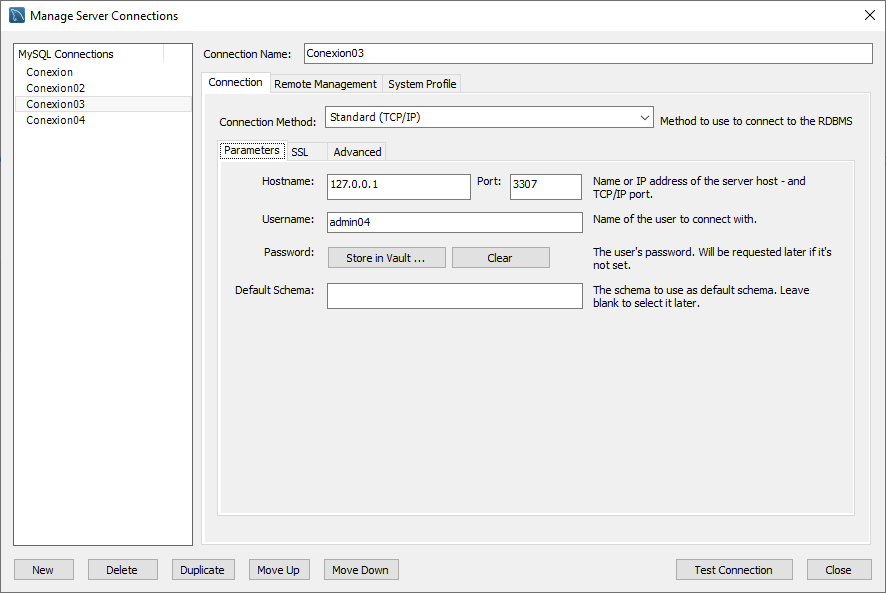 Manage Server Connections
MySQL Connections
Conexion
Conexion02
Conexion03
Conexion04
Connection Name: Conexion03
Connection Remote Management System Profile
Connection Method: Standard (TCP/IP) Method to use to connect to the RDBMS
Parameters SSL Advanced
Hostname: 127.0.0.1 Port: 3307 Name or IP address of the server host - and
TCP/IP port.
Username: admin04 Name of the user to connect with.
Password: Store in Vault ... Clear The user's password. Will be requested later if it's
not set.
Default Schema: The schema to use as default schema. Leave
blank to select it later.
New Delete Duplicate Move Up Move Down Test Connection Close